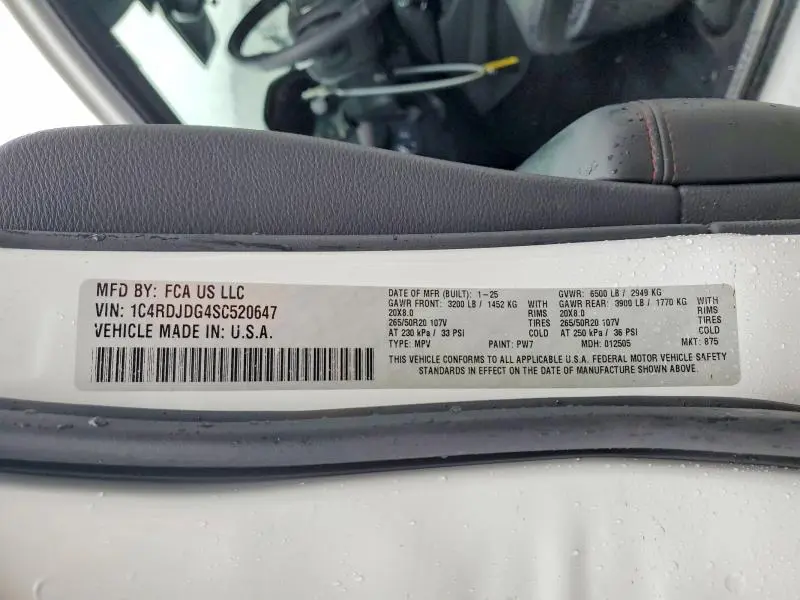 MFD BY: FCA US LLC
VIN: 1C4RDJDG4SC520647
VEHICLE MADE IN: U.S.A.
DATE OF MFR (BUILT): 1-25
GVWR: 6500 LB / 2949 KG
GAWR FRONT: 3200 LB / 1452 KG WITH
GAWR REAR: 3900 LB / 1770 KG WITH
20X8.0 RIMS
20X8.0 RIMS
265/50R20 107V TIRES
265/50R20 107V TIRES
AT 230 kPa / 33 PSI COLD
AT 250 kPa / 36 PSI COLD
TYPE: MPV PAINT: PW7 MDH: 012505 MKT: 875
THIS VEHICLE CONFORMS TO ALL APPLICABLE U.S.A. FEDERAL MOTOR VEHICLE SAFETY
STANDARDS IN EFFECT ON THE DATE OF MANUFACTURE SHOWN ABOVE.